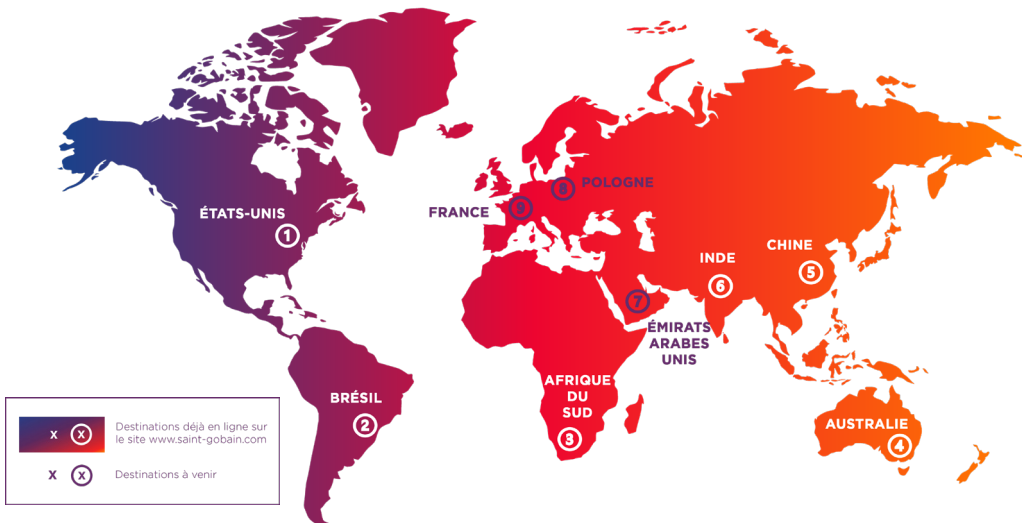 ÉTATS-UNIS
1
BRÉSIL
2
AFRIQUE
DU
SUD
3
AUSTRALIE
4
CHINE
5
INDE
6
7
ÉMIRATS
ARABES
UNIS
8 POLOGNE
FRANCE 9
x x Destinations déjà en ligne sur
le site www.saint-gobain.com
x x Destinations à venir